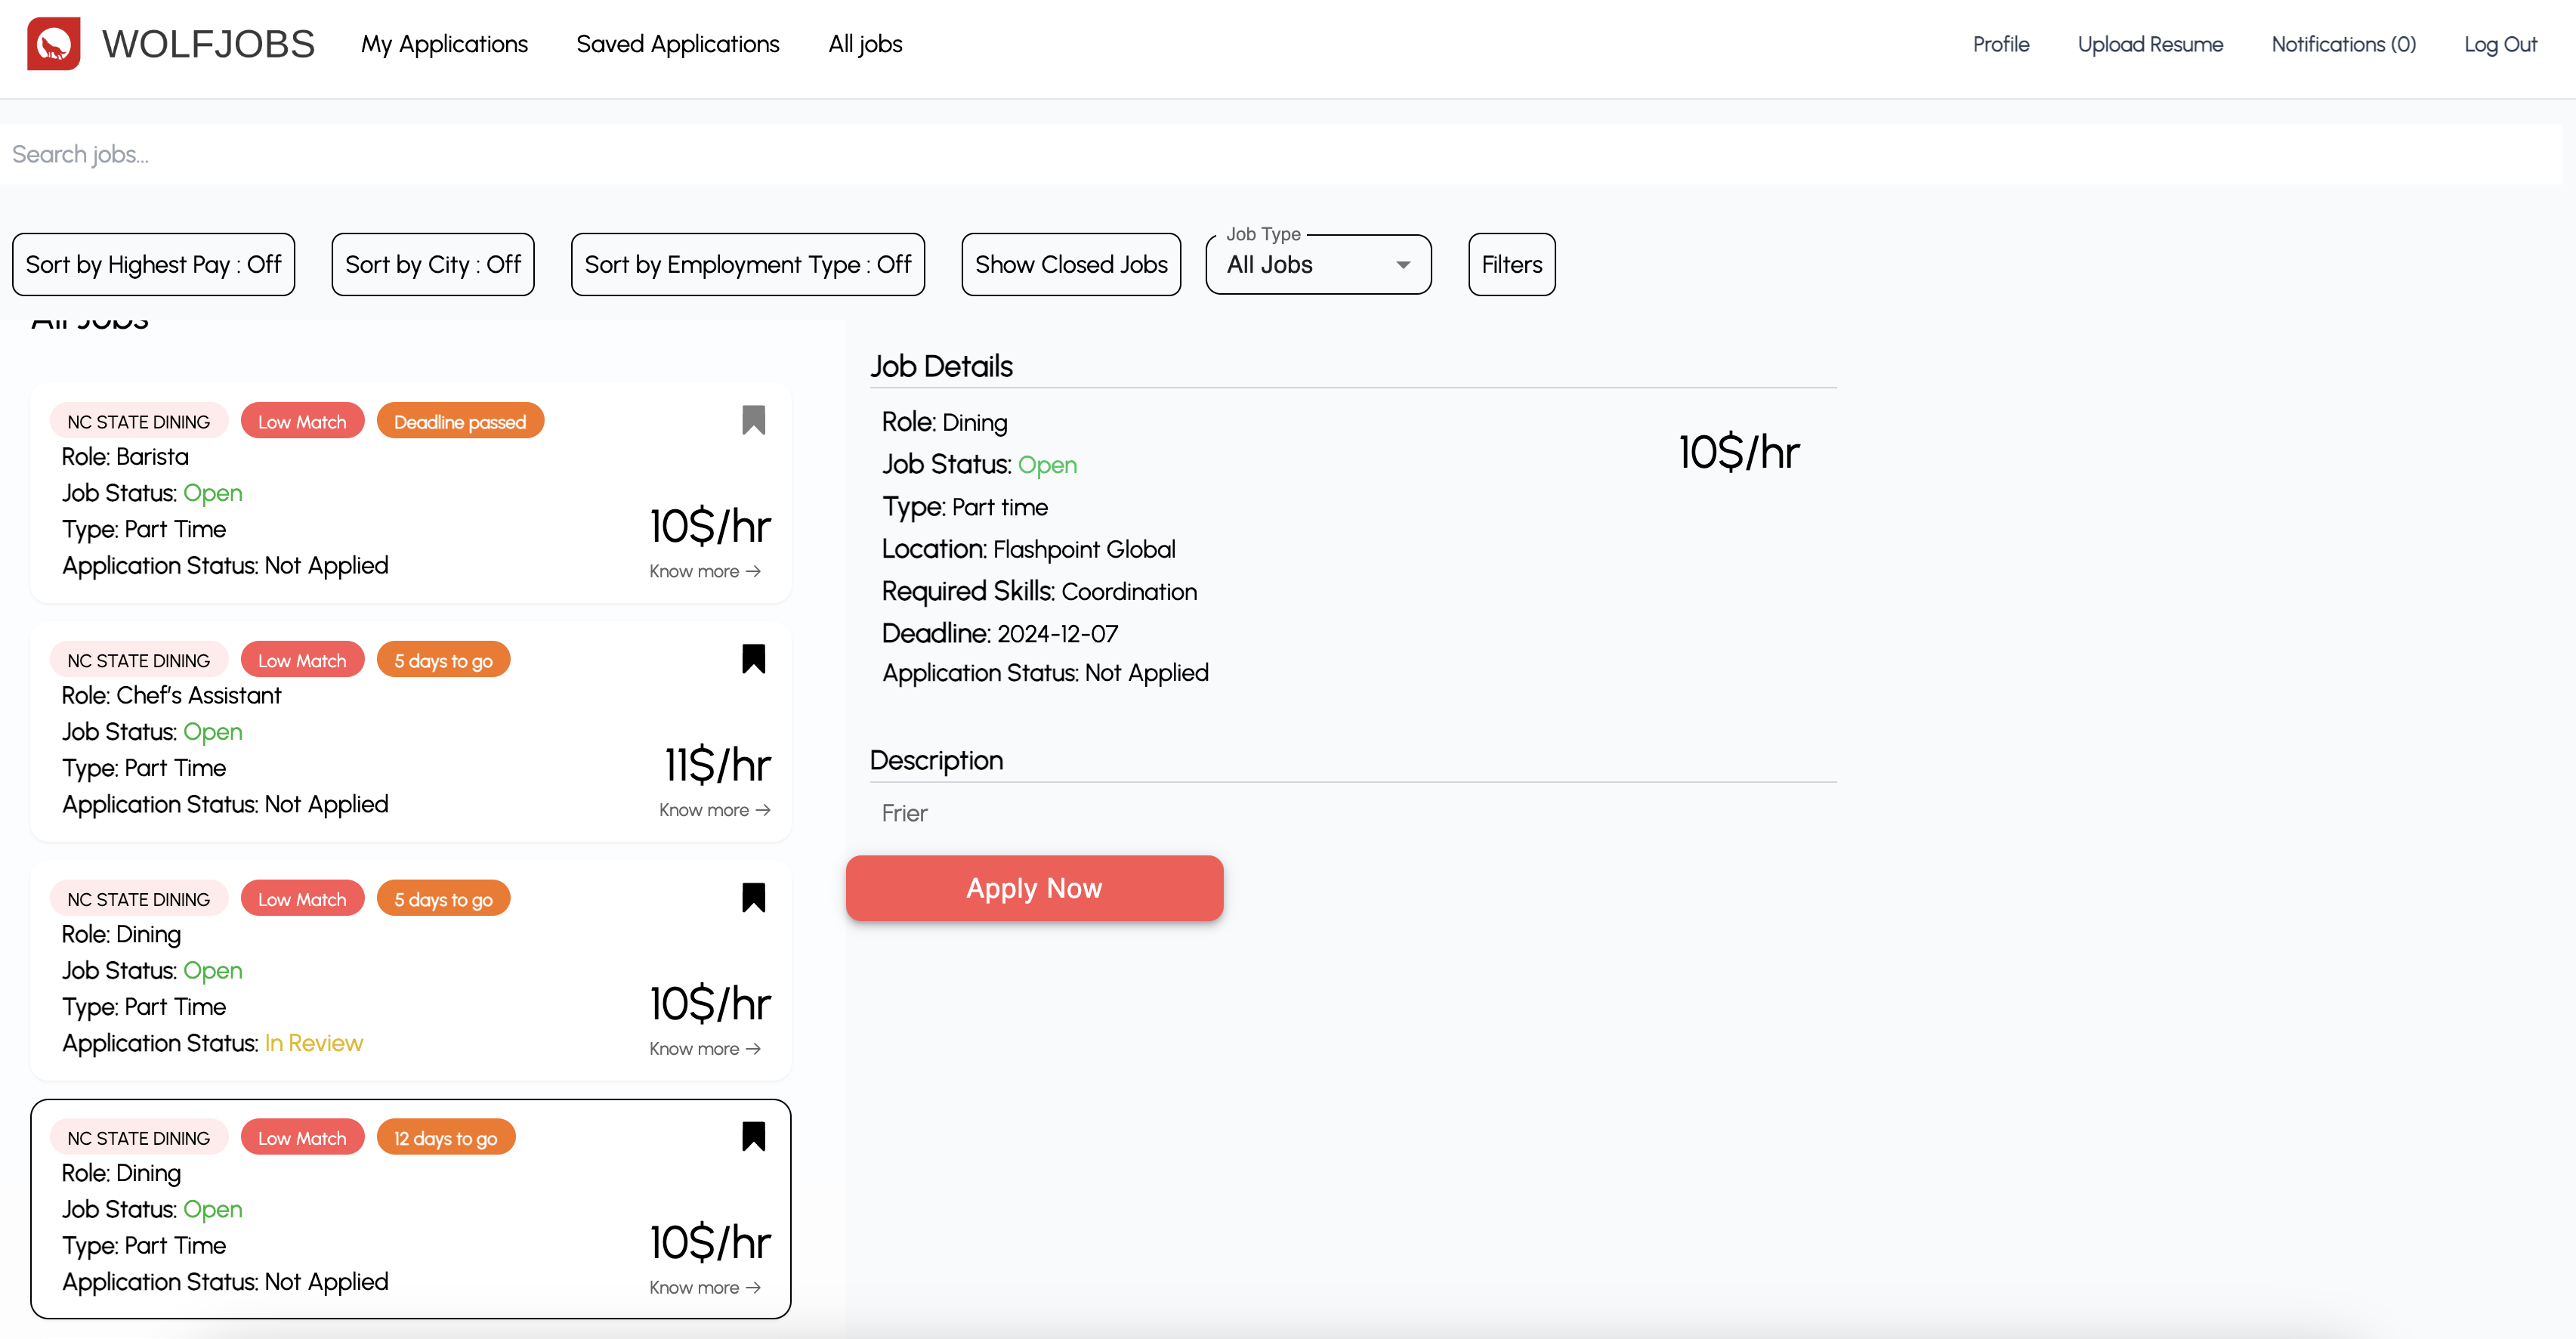 WOLFJOBS My Applications Saved Applications All jobs Profile Upload Resume Notifications (0) Log Out
Search jobs...
Sort by Highest Pay : Off Sort by City : Off Sort by Employment Type : Off Show Closed Jobs Job Type All Jobs Filters
All Jobs
NC STATE DINING Low Match Deadline passed
Role: Barista
Job Status: Open
Type: Part Time
10$/hr
Application Status: Not Applied
Know more →
NC STATE DINING Low Match 5 days to go
Role: Chef's Assistant
Job Status: Open
Type: Part Time
11$/hr
Application Status: Not Applied
Know more →
NC STATE DINING Low Match 5 days to go
Role: Dining
Job Status: Open
Type: Part Time
10$/hr
Application Status: In Review
Know more →
NC STATE DINING Low Match 12 days to go
Role: Dining
Job Status: Open
Type: Part Time
10$/hr
Application Status: Not Applied
Know more →
Job Details
Role: Dining
10$/hr
Job Status: Open
Type: Part time
Location: Flashpoint Global
Required Skills: Coordination
Deadline: 2024-12-07
Application Status: Not Applied
Description
Frier
Apply Now